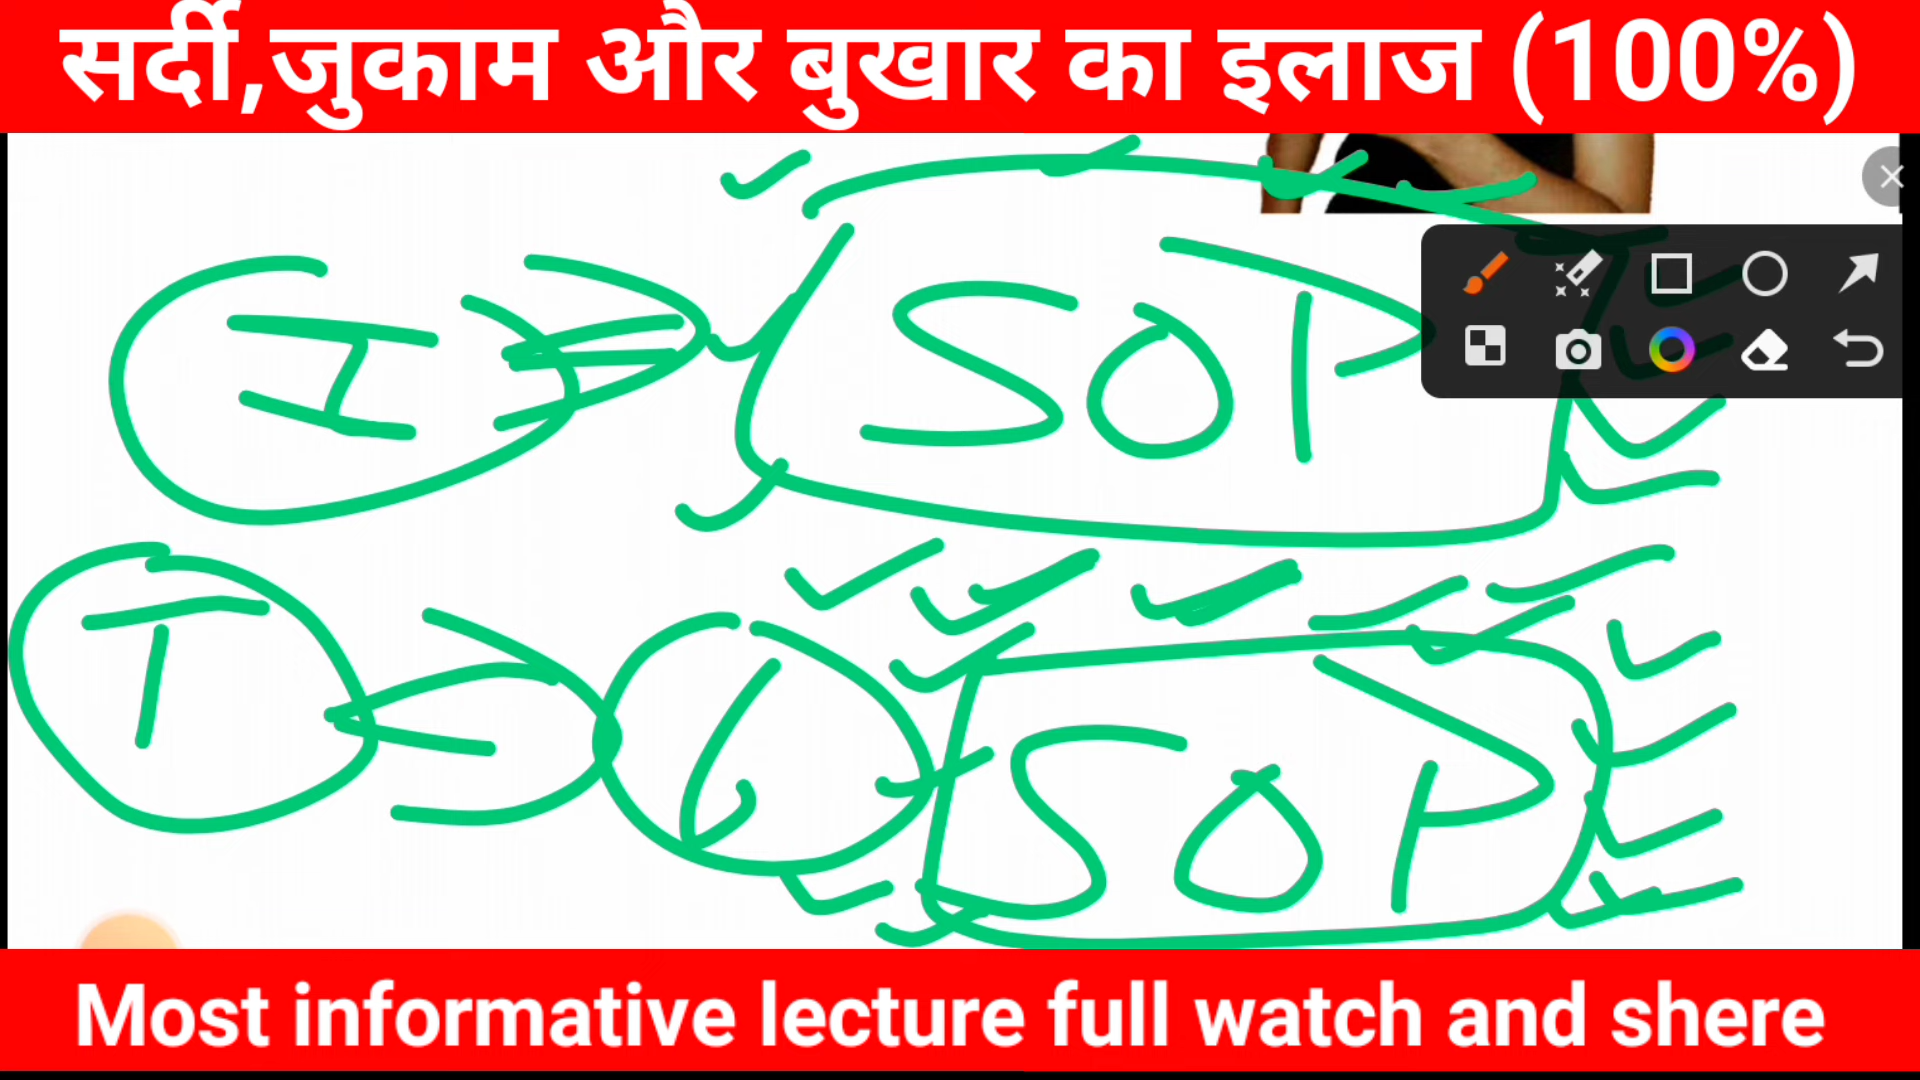 सर्दी,जुकाम और बुखार का इलाज (100%)
I SOP
T SOP
Most informative lecture full watch and shere